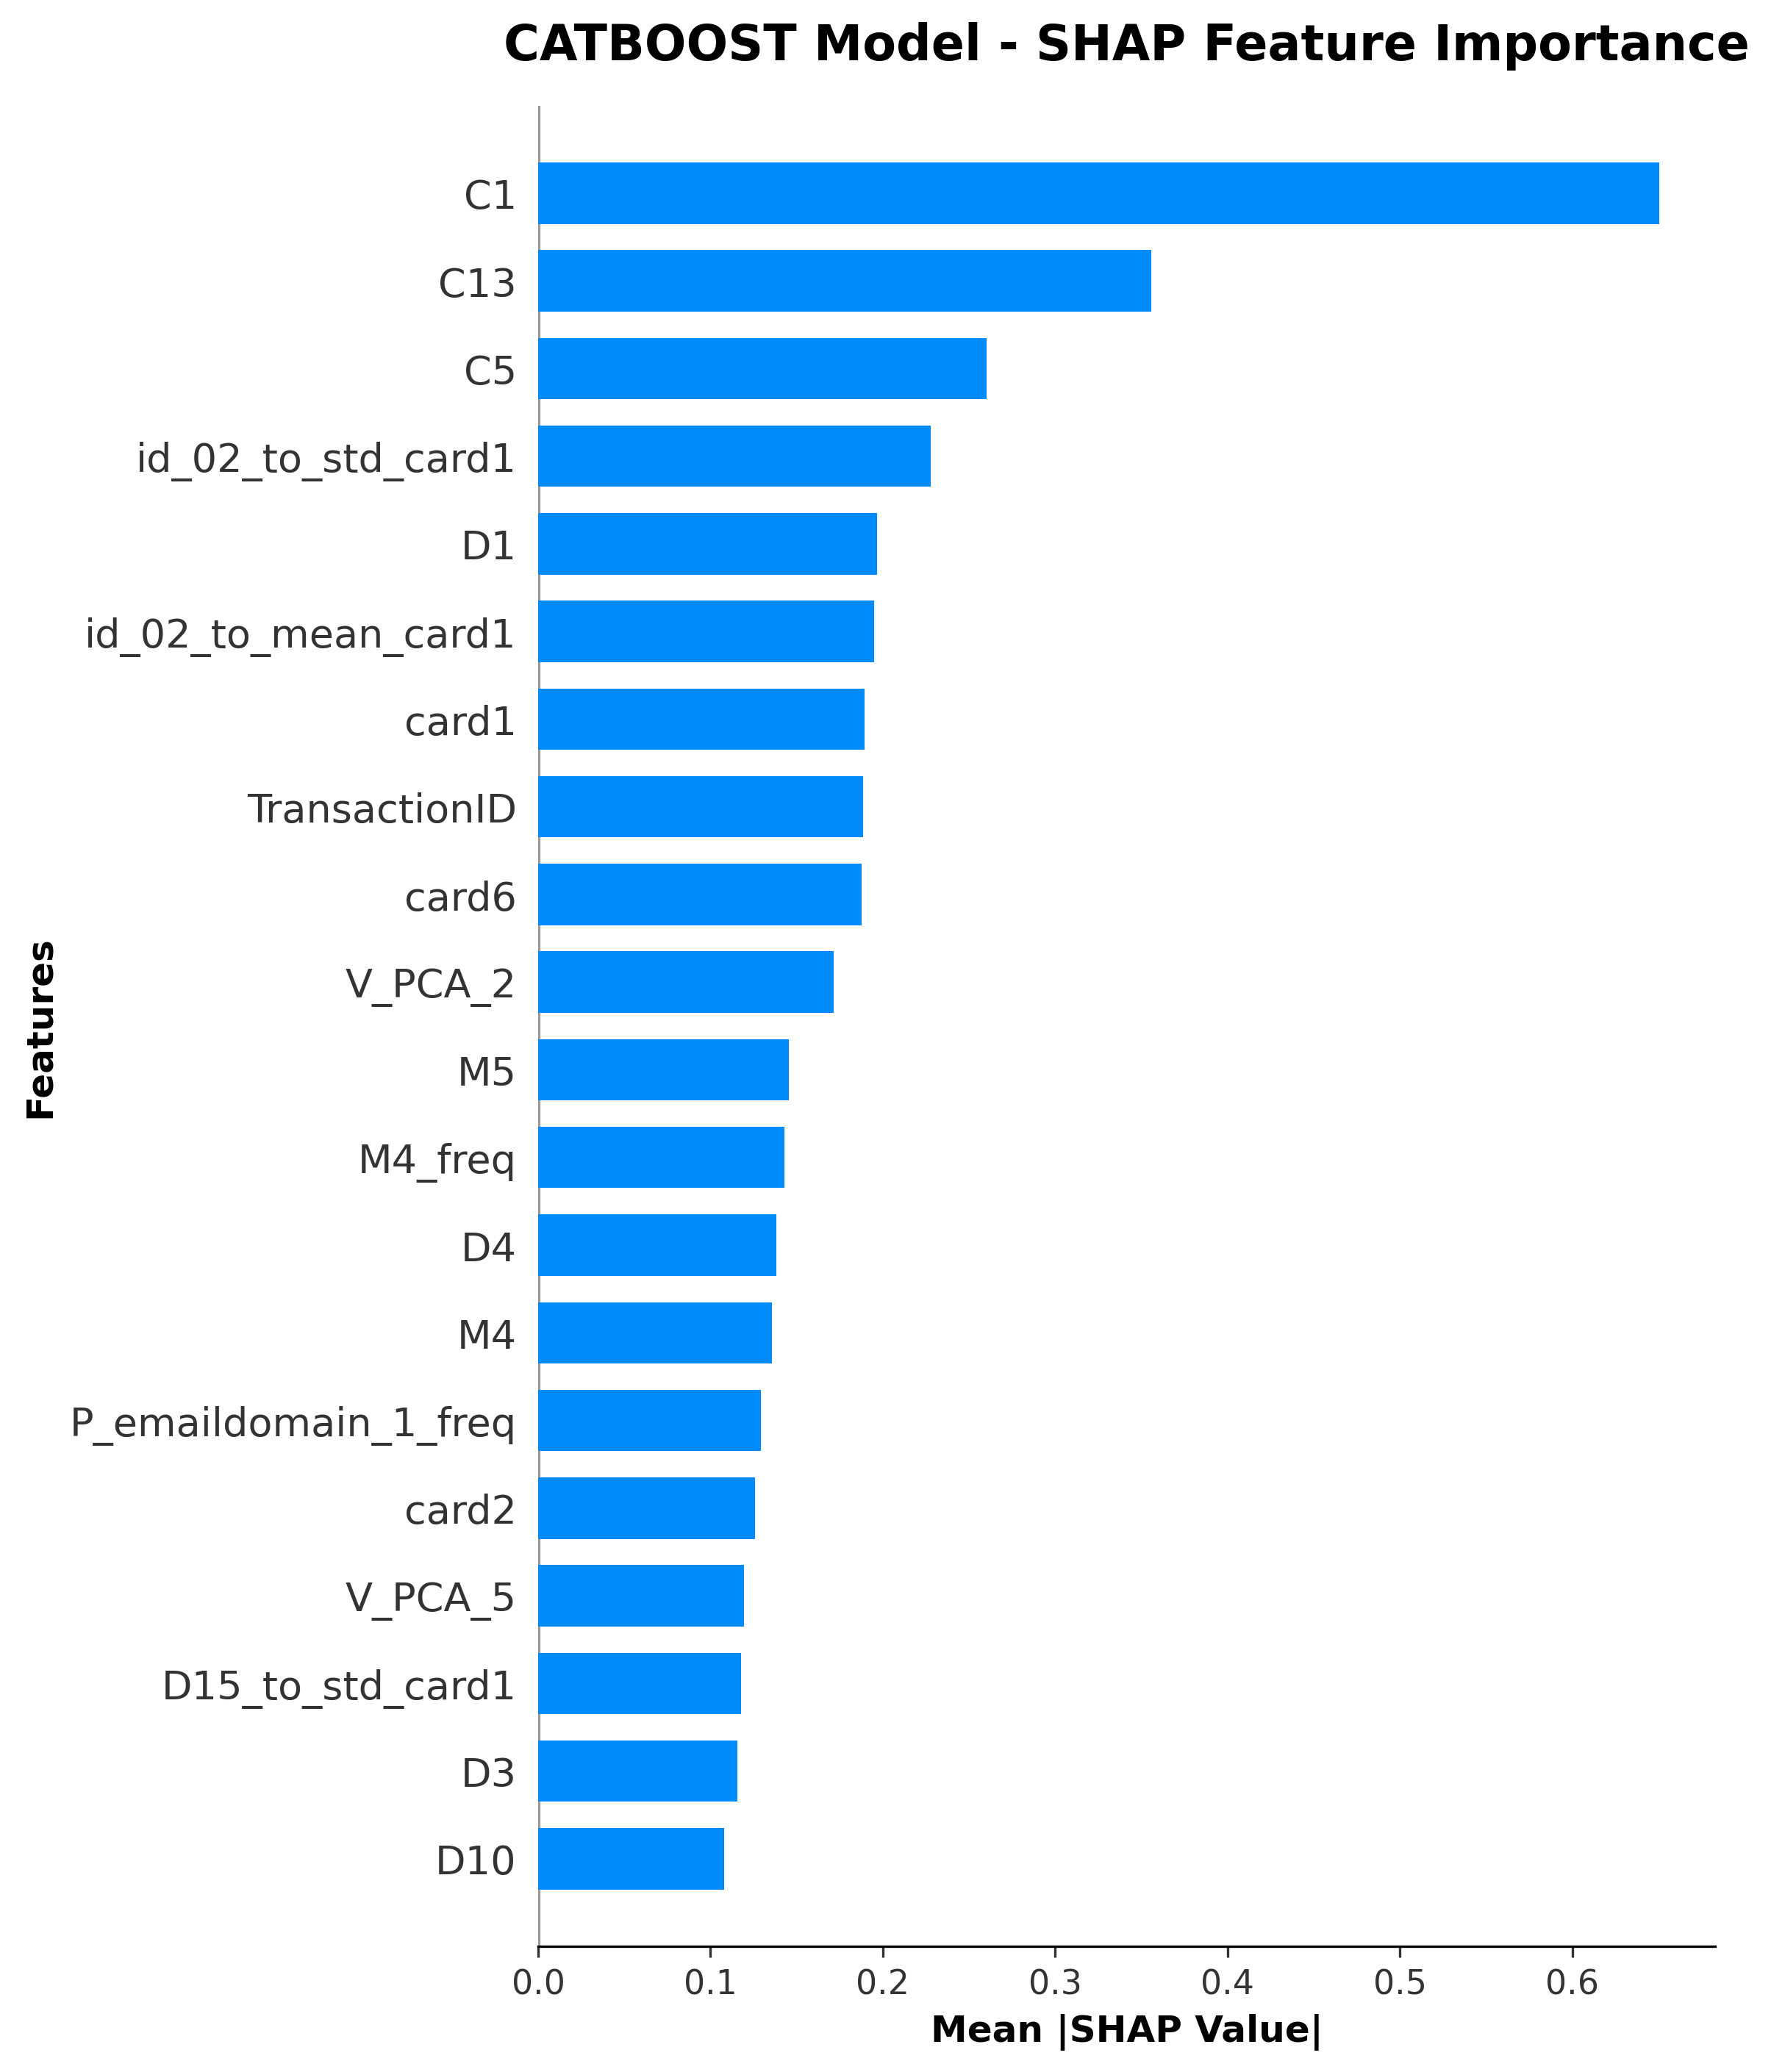 CATBOOST Model - SHAP Feature Importance
C1
C13
C5
id_02_to_std_card1
D1
id_02_to_mean_card1
card1
TransactionID
card6
V_PCA_2
M5
M4_freq
D4
M4
P_emaildomain_1_freq
card2
V_PCA_5
D15_to_std_card1
D3
D10
Features
0.0 0.1 0.2 0.3 0.4 0.5 0.6
Mean |SHAP Value|